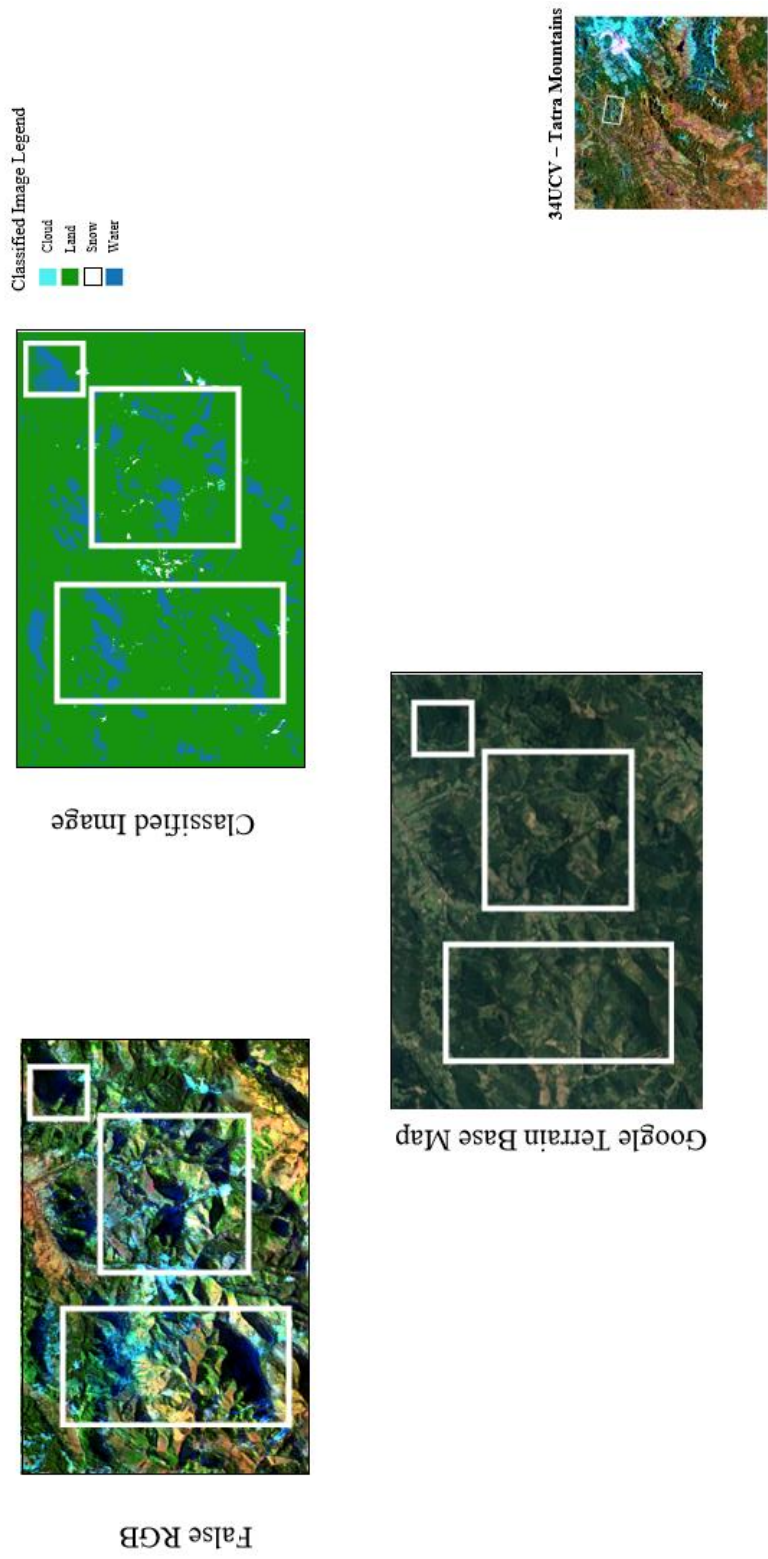 Classified Image Legend
Cloud
Land
Snow
Water
34UCV – Tatra Mountains
Classified Image
Google Terrain Base Map
False RGB